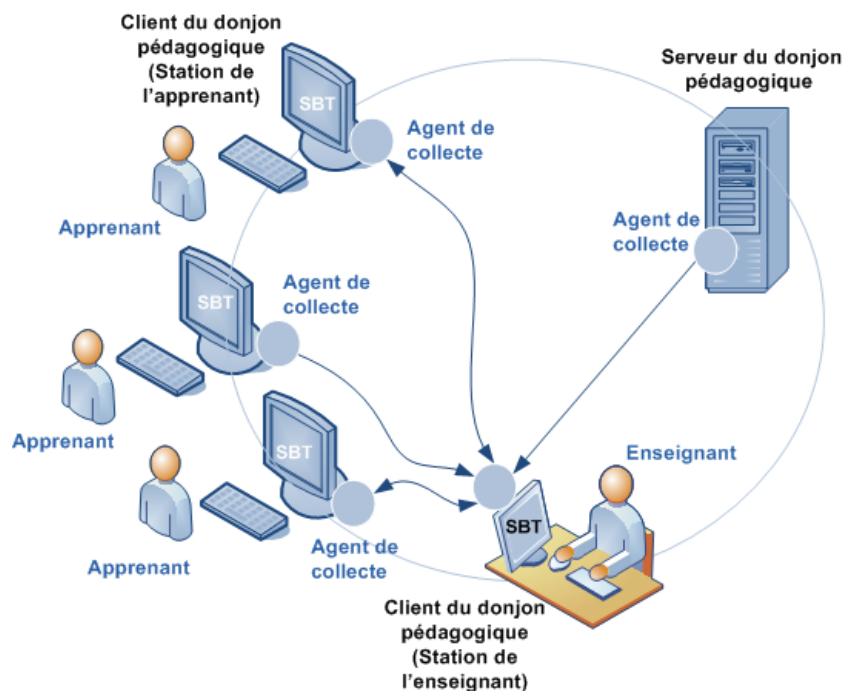 Client du donjon
pédagogique
(Station de
l'apprenant)
Serveur du donjon
pédagogique
SBT
Agent de
collecte
Apprenant
Agent de
collecte
Agent de
collecte
SBT
Apprenant
SBT
Agent de
collecte
Apprenant
Enseignant
SBT
Client du donjon
pédagogique
(Station de
l'enseignant)